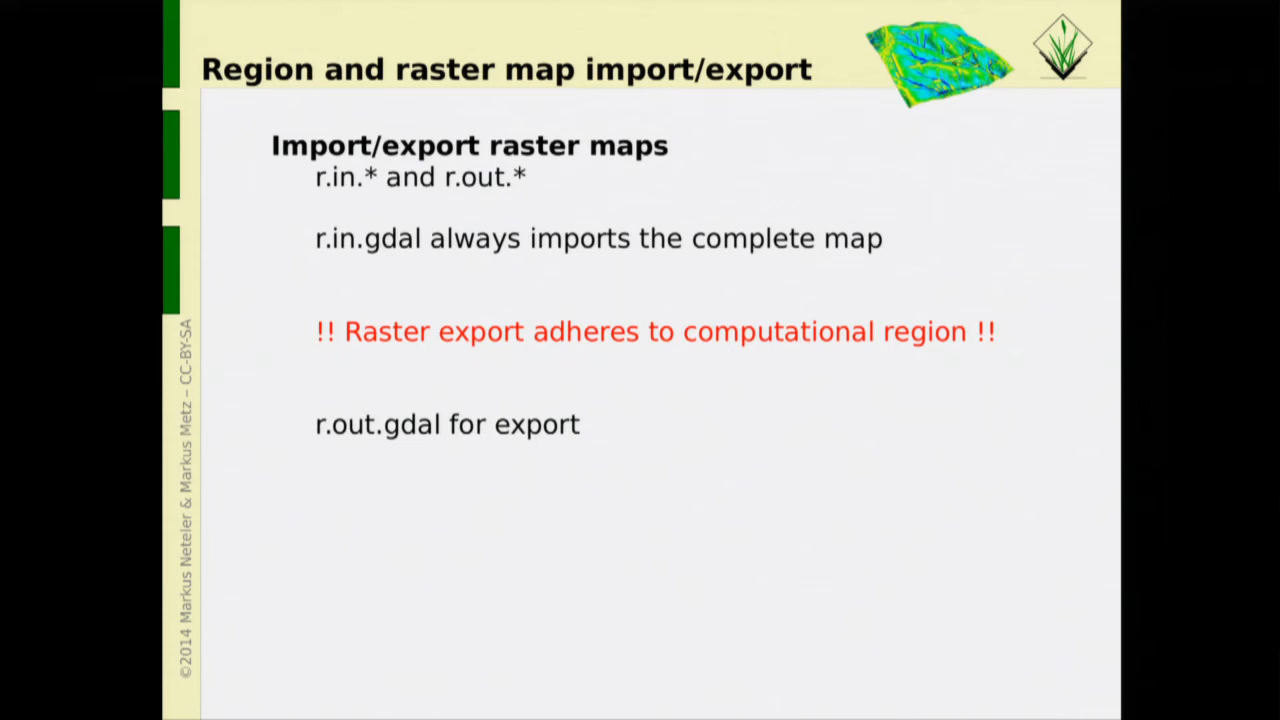 Region and raster map import/export
Import/export raster maps
r.in.* and r.out.*
r.in.gdal always imports the complete map
!! Raster export adheres to computational region !!
r.out.gdal for export
©2014 Markus Neteler & Markus Metz – CC-BY-SA